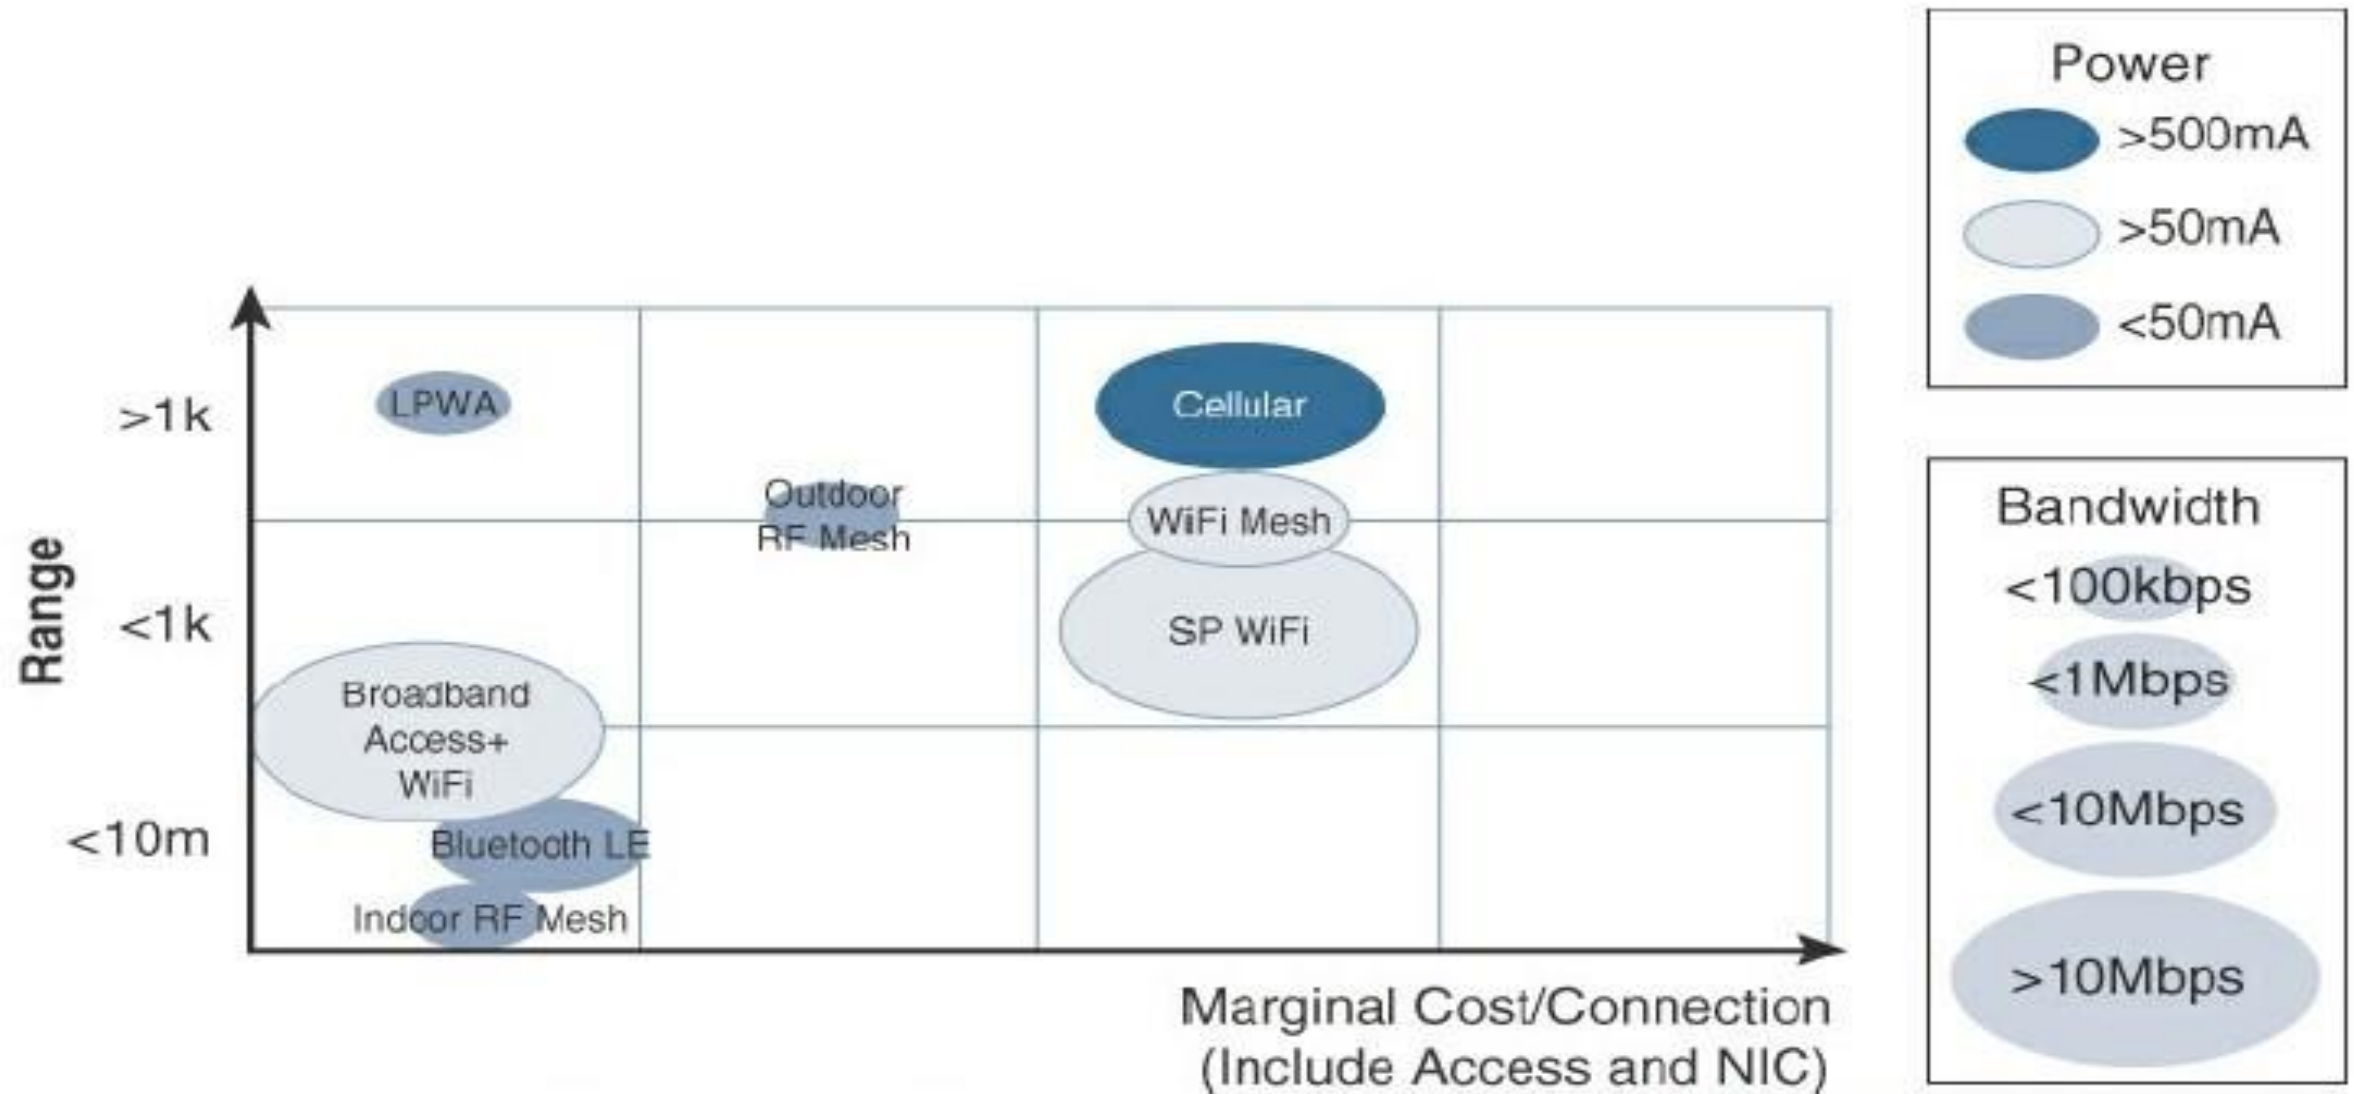 Power
>500mA
>50mA
<50mA
Bandwidth
<100kbps
<1Mbps
<10Mbps
>10Mbps
Range
>1k
<1k
<10m
LPWA
Cellular
Outdoor
RF Mesh
WiFi Mesh
SP WiFi
Broadband
Access+
WiFi
Bluetooth LE
Indoor RF Mesh
Marginal Cost/Connection
(Include Access and NIC)